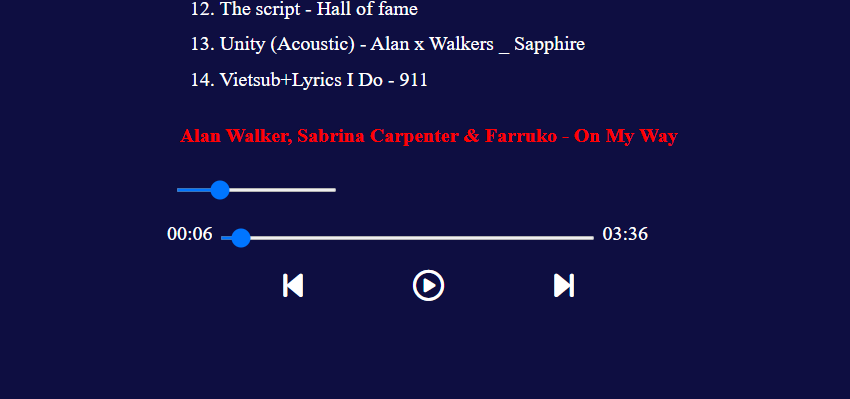 12. The script - Hall of fame
13. Unity (Acoustic) - Alan x Walkers _ Sapphire
14. Vietsub+Lyrics I Do - 911
Alan Walker, Sabrina Carpenter & Farruko - On My Way
00:06 03:36